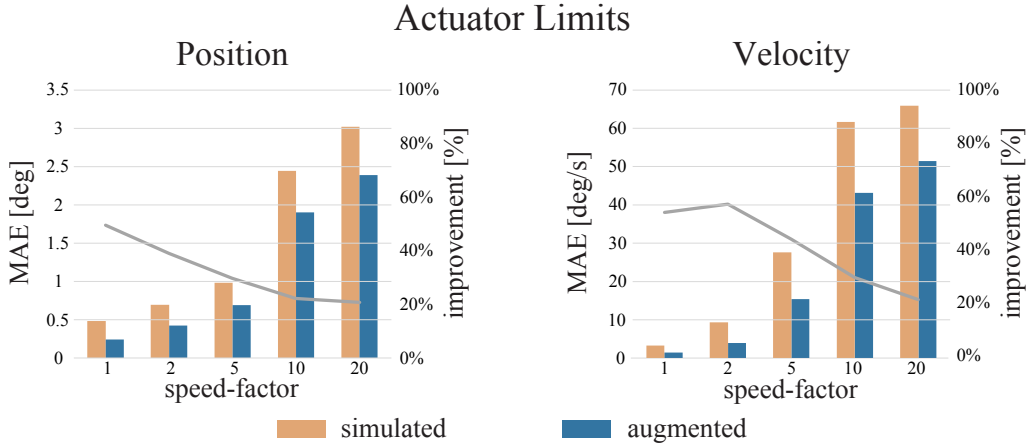 Actuator Limits
Position
Velocity
3.5
3
2.5
2
1.5
1
0.5
0
MAE [deg]
100%
80%
60%
40%
20%
0%
improvement [%]
1 2 5 10 20
speed-factor
70
60
50
40
30
20
10
0
MAE [deg/s]
100%
80%
60%
40%
20%
0%
improvement [%]
1 2 5 10 20
speed-factor
simulated
augmented